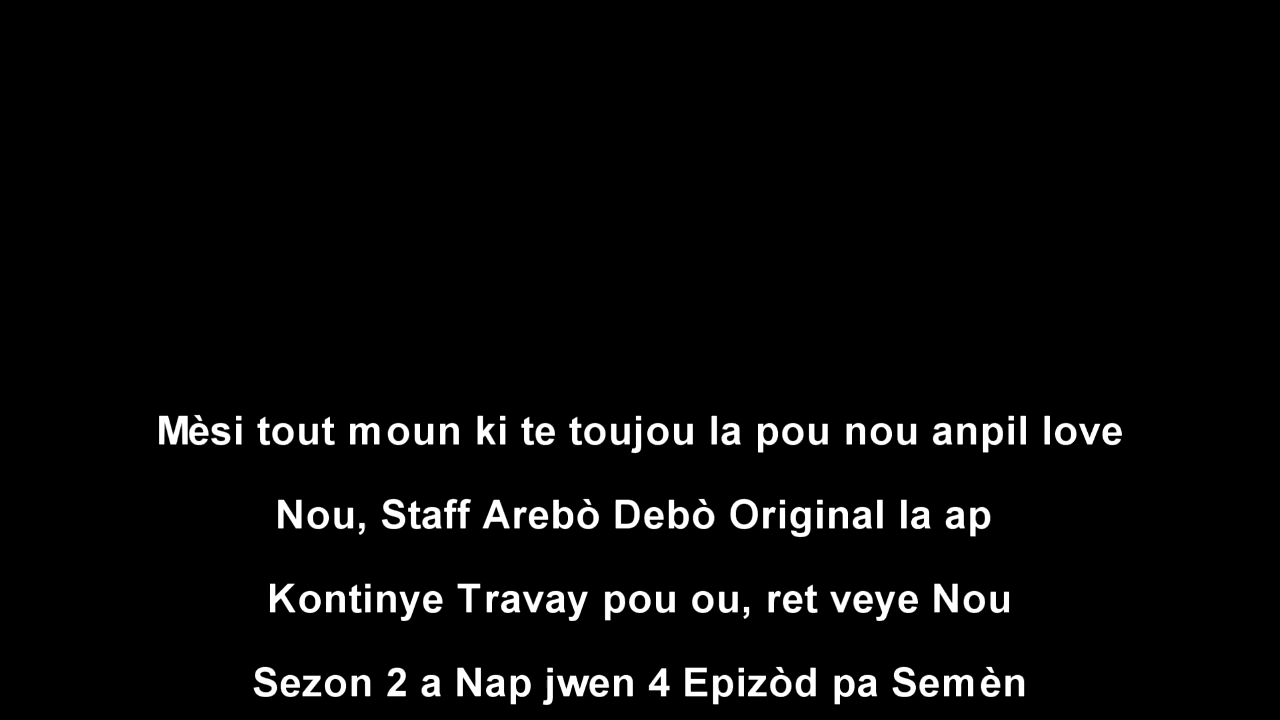 Mèsi tout moun ki te toujou la pou nou anpil love
Nou, Staff Arebò Debò Original la ap
Kontinye Travay pou ou, ret veye Nou
Sezon 2 a Nap jwen 4 Epizòd pa Semèn